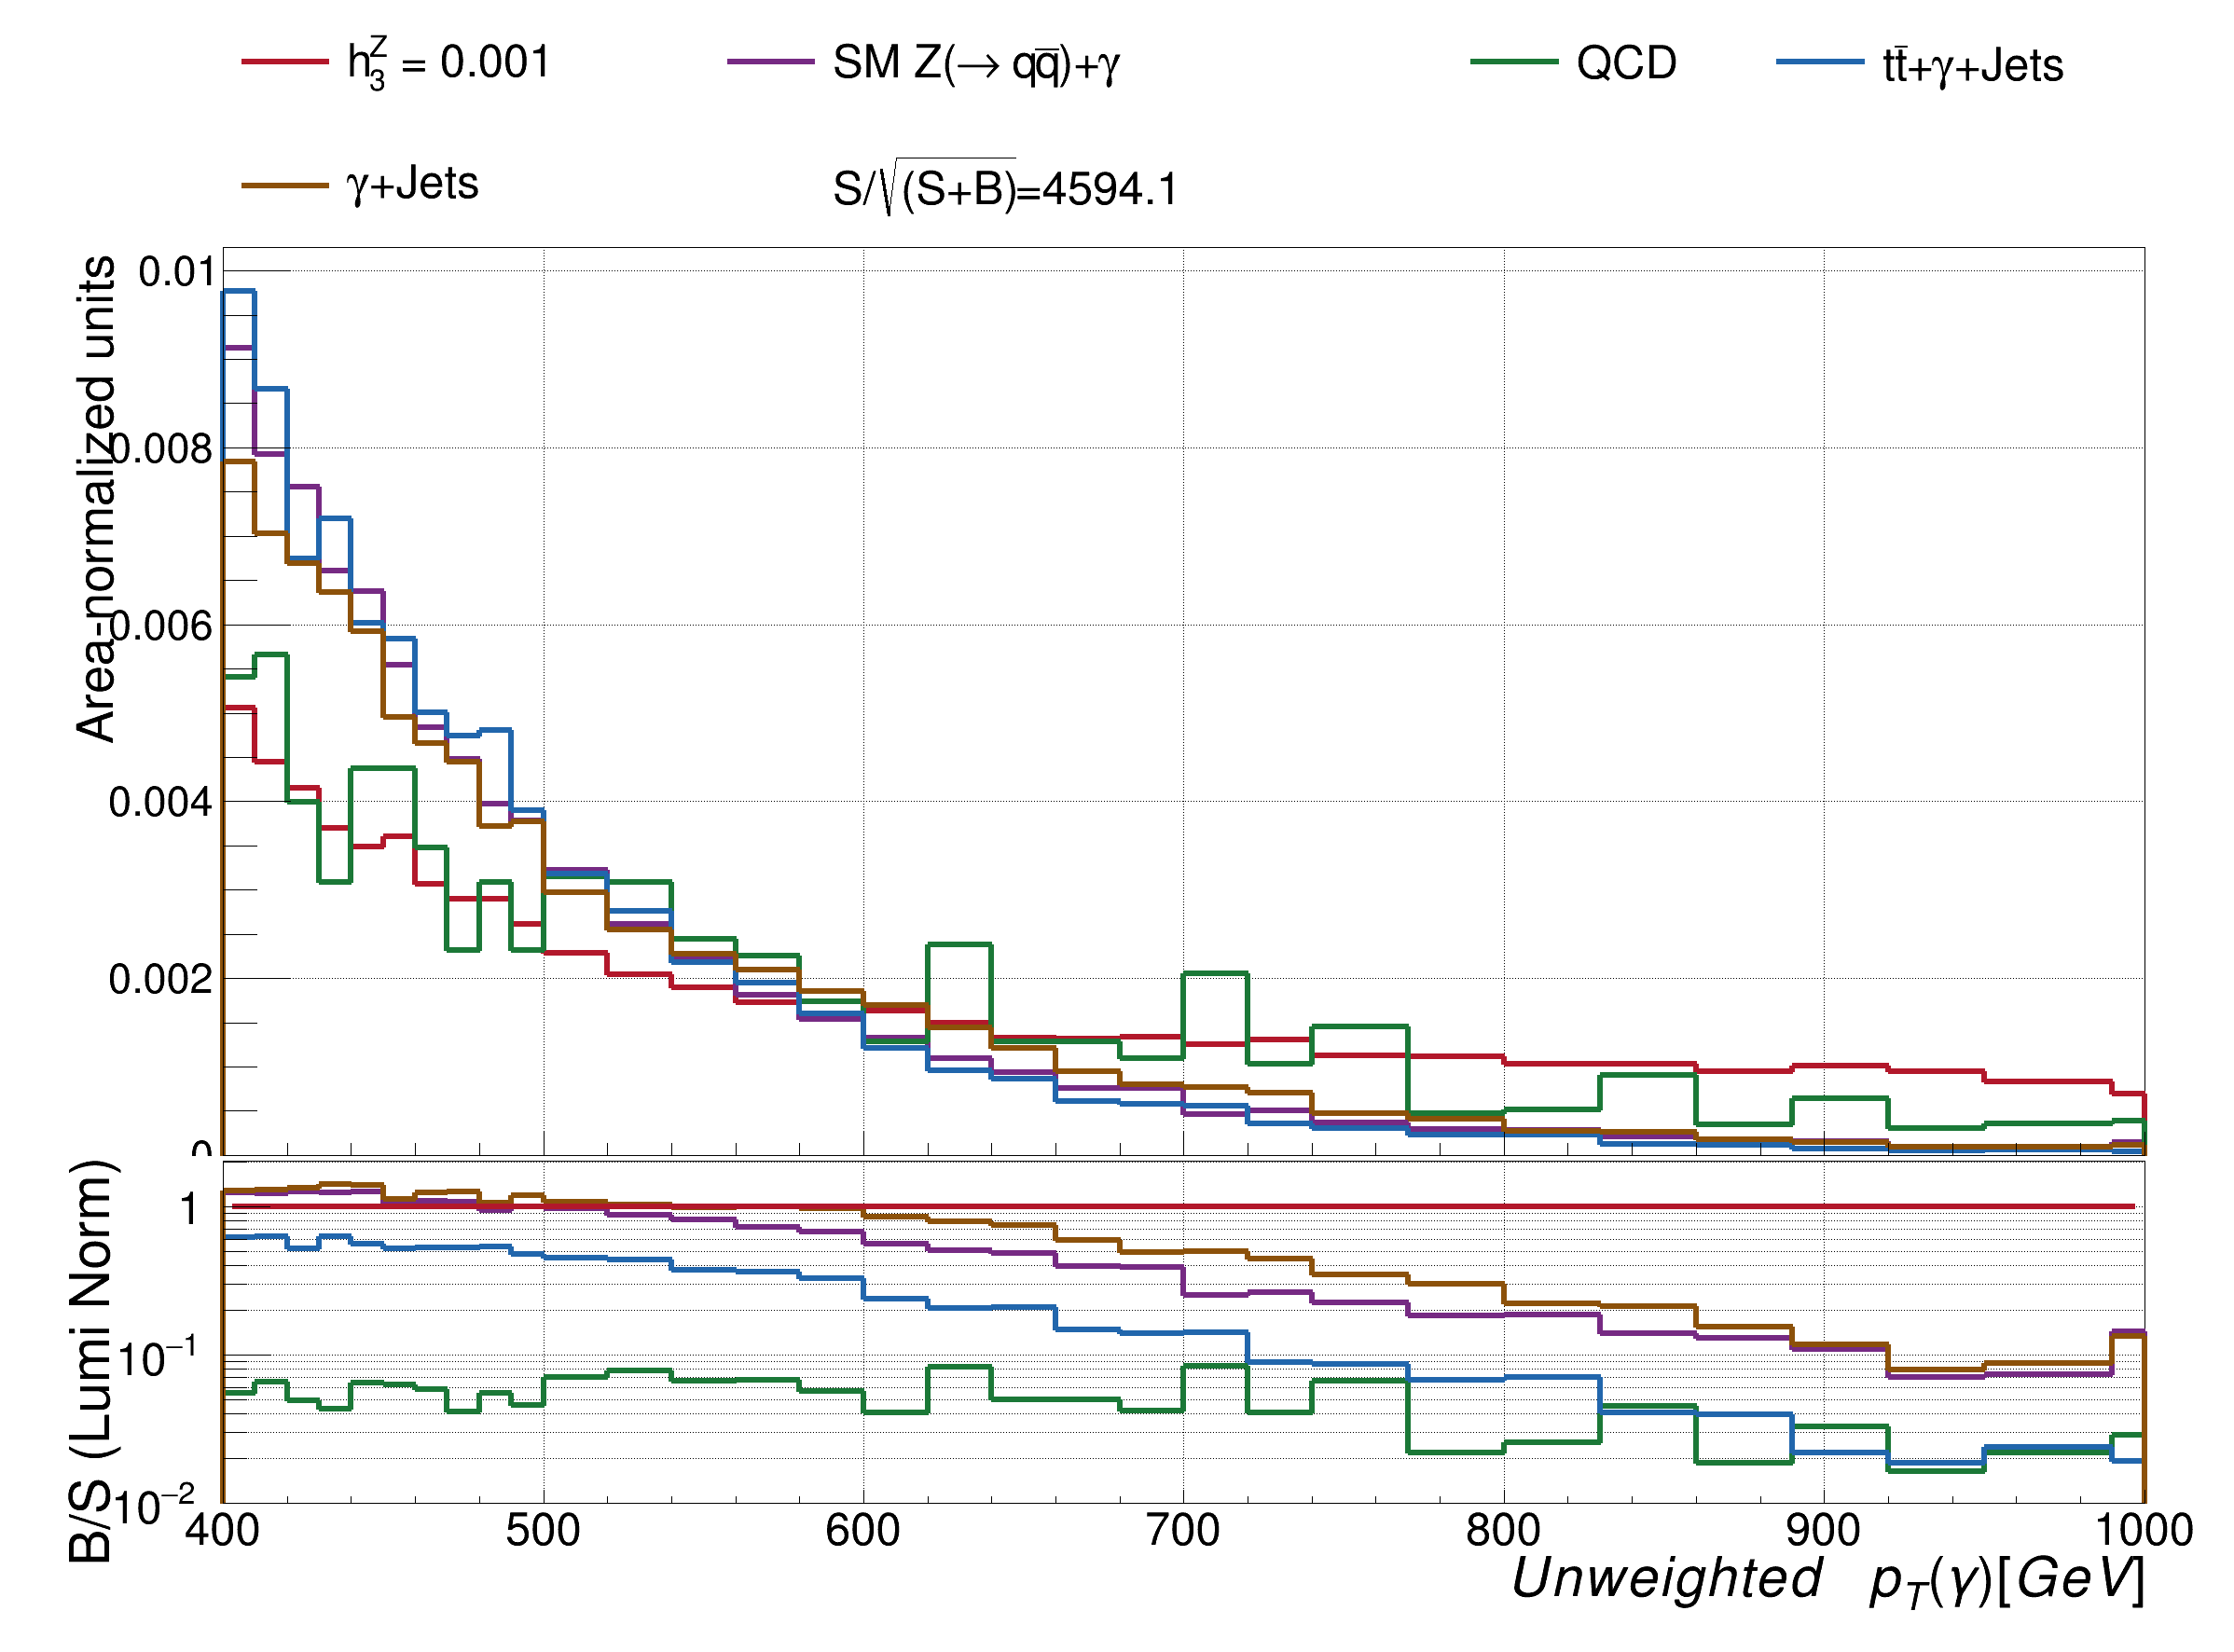 h₃ᶻ = 0.001   SM Z(→ qq̅)+γ   QCD   tt̄+γ+Jets
γ+Jets   S/√(S+B)=4594.1
Area-normalized units
0.01
0.008
0.006
0.004
0.002
0
B/S (Lumi Norm)
1
10⁻¹
10⁻²
400 500 600 700 800 900 1000
Unweighted p_T(γ)[GeV]